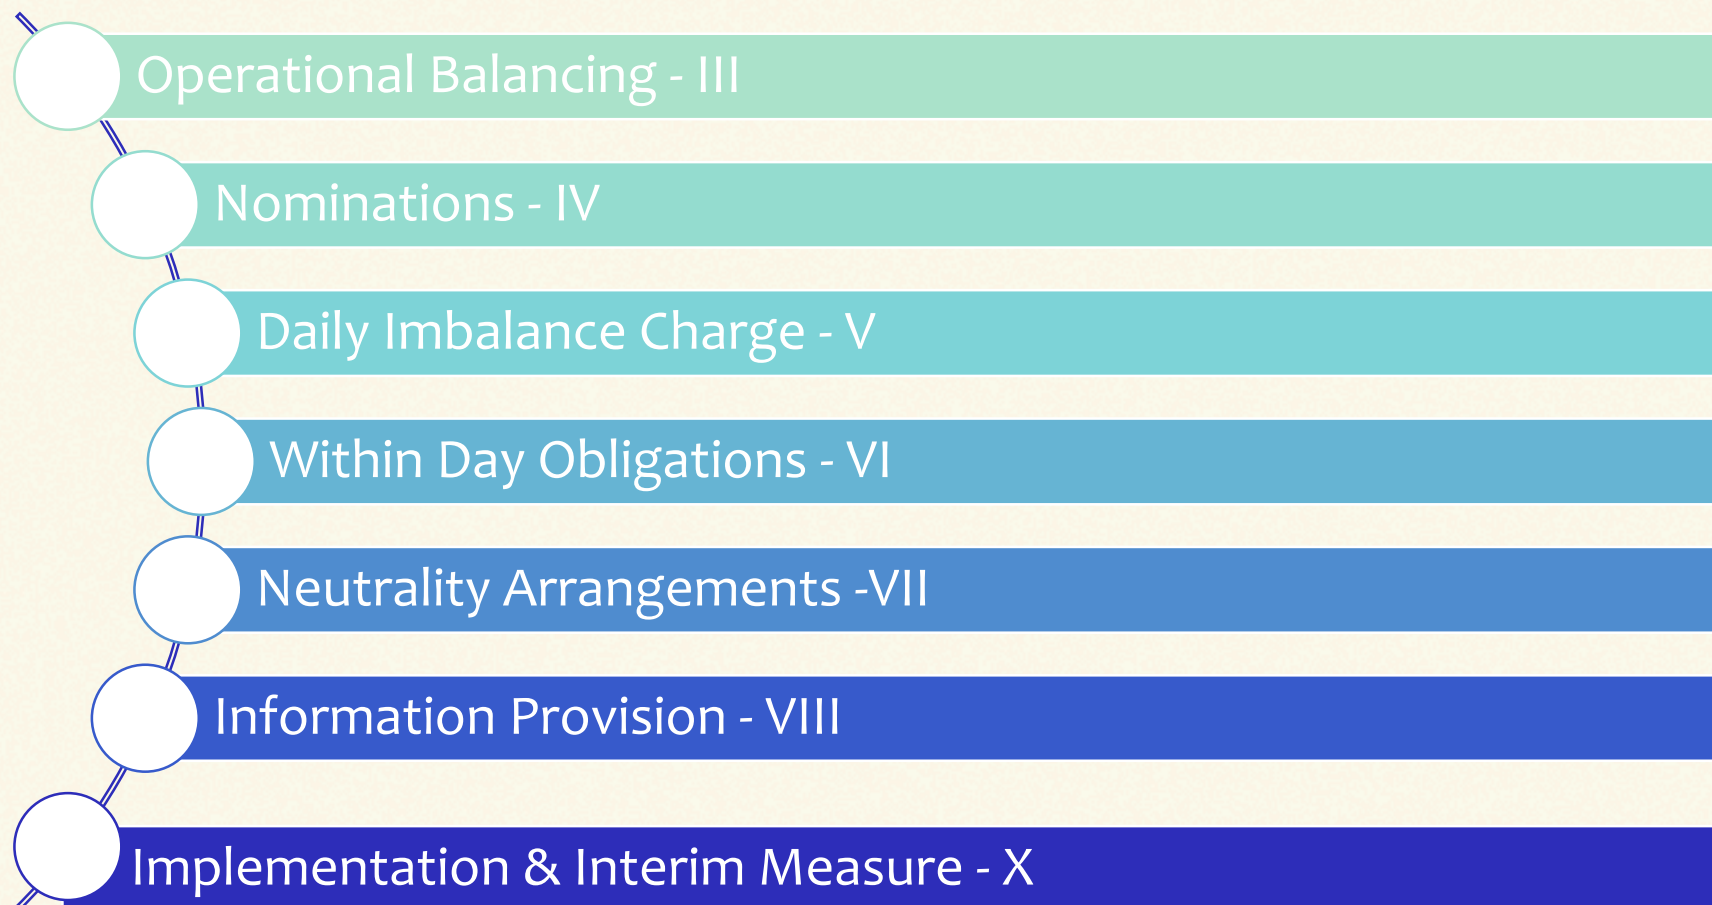 Operational Balancing - III
Nominations - IV
Daily Imbalance Charge - V
Within Day Obligations - VI
Neutrality Arrangements -VII
Information Provision - VIII
Implementation & Interim Measure - X